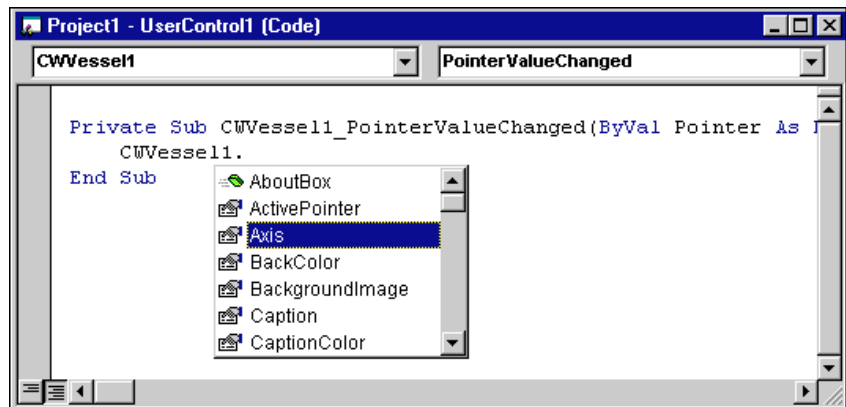 Project1 - UserControl1 (Code)
CWVessel1 PointerValueChanged
Private Sub CWVessel1_PointerValueChanged(ByVal Pointer As
CWVessel1.
End Sub
AboutBox
ActivePointer
Axis
BackColor
BackgroundImage
Caption
CaptionColor